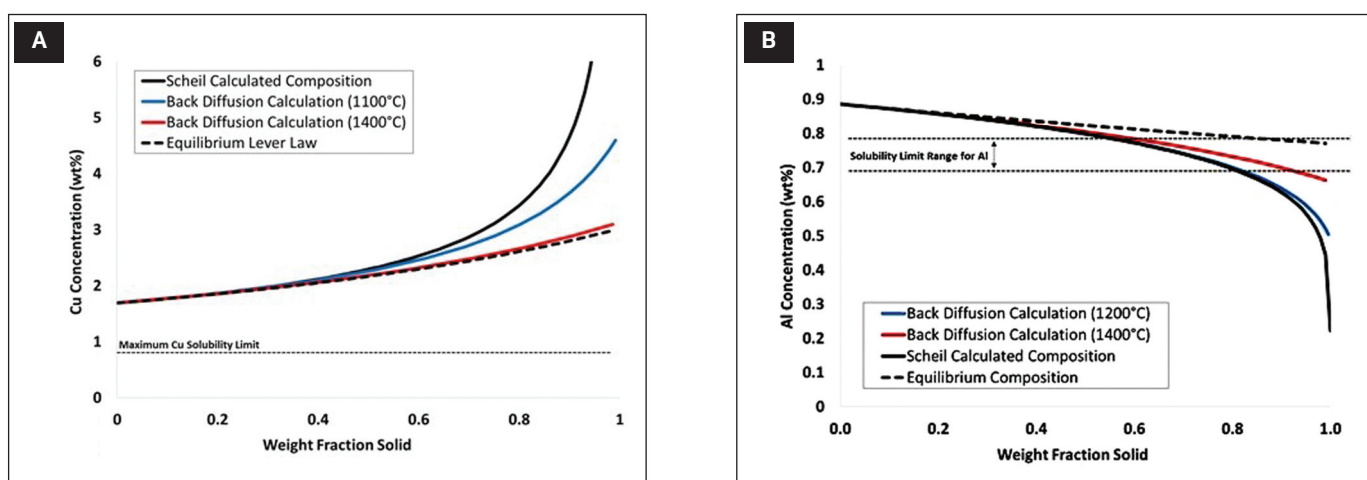 A
6
5
4
3
2
1
0
Cu Concentration (wt%)
Scheil Calculated Composition
Back Diffusion Calculation (1100°C)
Back Diffusion Calculation (1400°C)
Equilibrium Lever Law
Maximum Cu Solubility Limit
0 0.2 0.4 0.6 0.8 1
Weight Fraction Solid
B
1
0.9
0.8
0.7
0.6
0.5
0.4
0.3
0.2
0.1
0
Al Concentration (wt%)
Solubility Limit Range for Al
Back Diffusion Calculation (1200°C)
Back Diffusion Calculation (1400°C)
Scheil Calculated Composition
Equilibrium Composition
0.0 0.2 0.4 0.6 0.8 1.0
Weight Fraction Solid